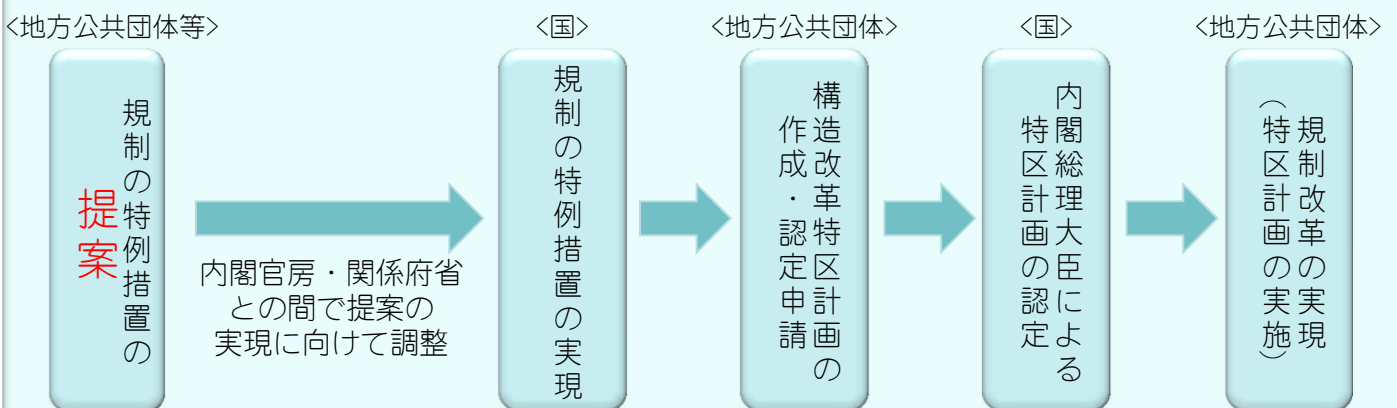 <地方公共団体等>
規制の特例措置の
提案
内閣官房・関係府省
との間で提案の
実現に向けて調整
<国>
規制の特例措置の実現
<地方公共団体>
構造改革特区計画の
作成・認定申請
<国>
内閣総理大臣による
特区計画の認定
<地方公共団体>
規制改革の実現
（特区計画の実施）